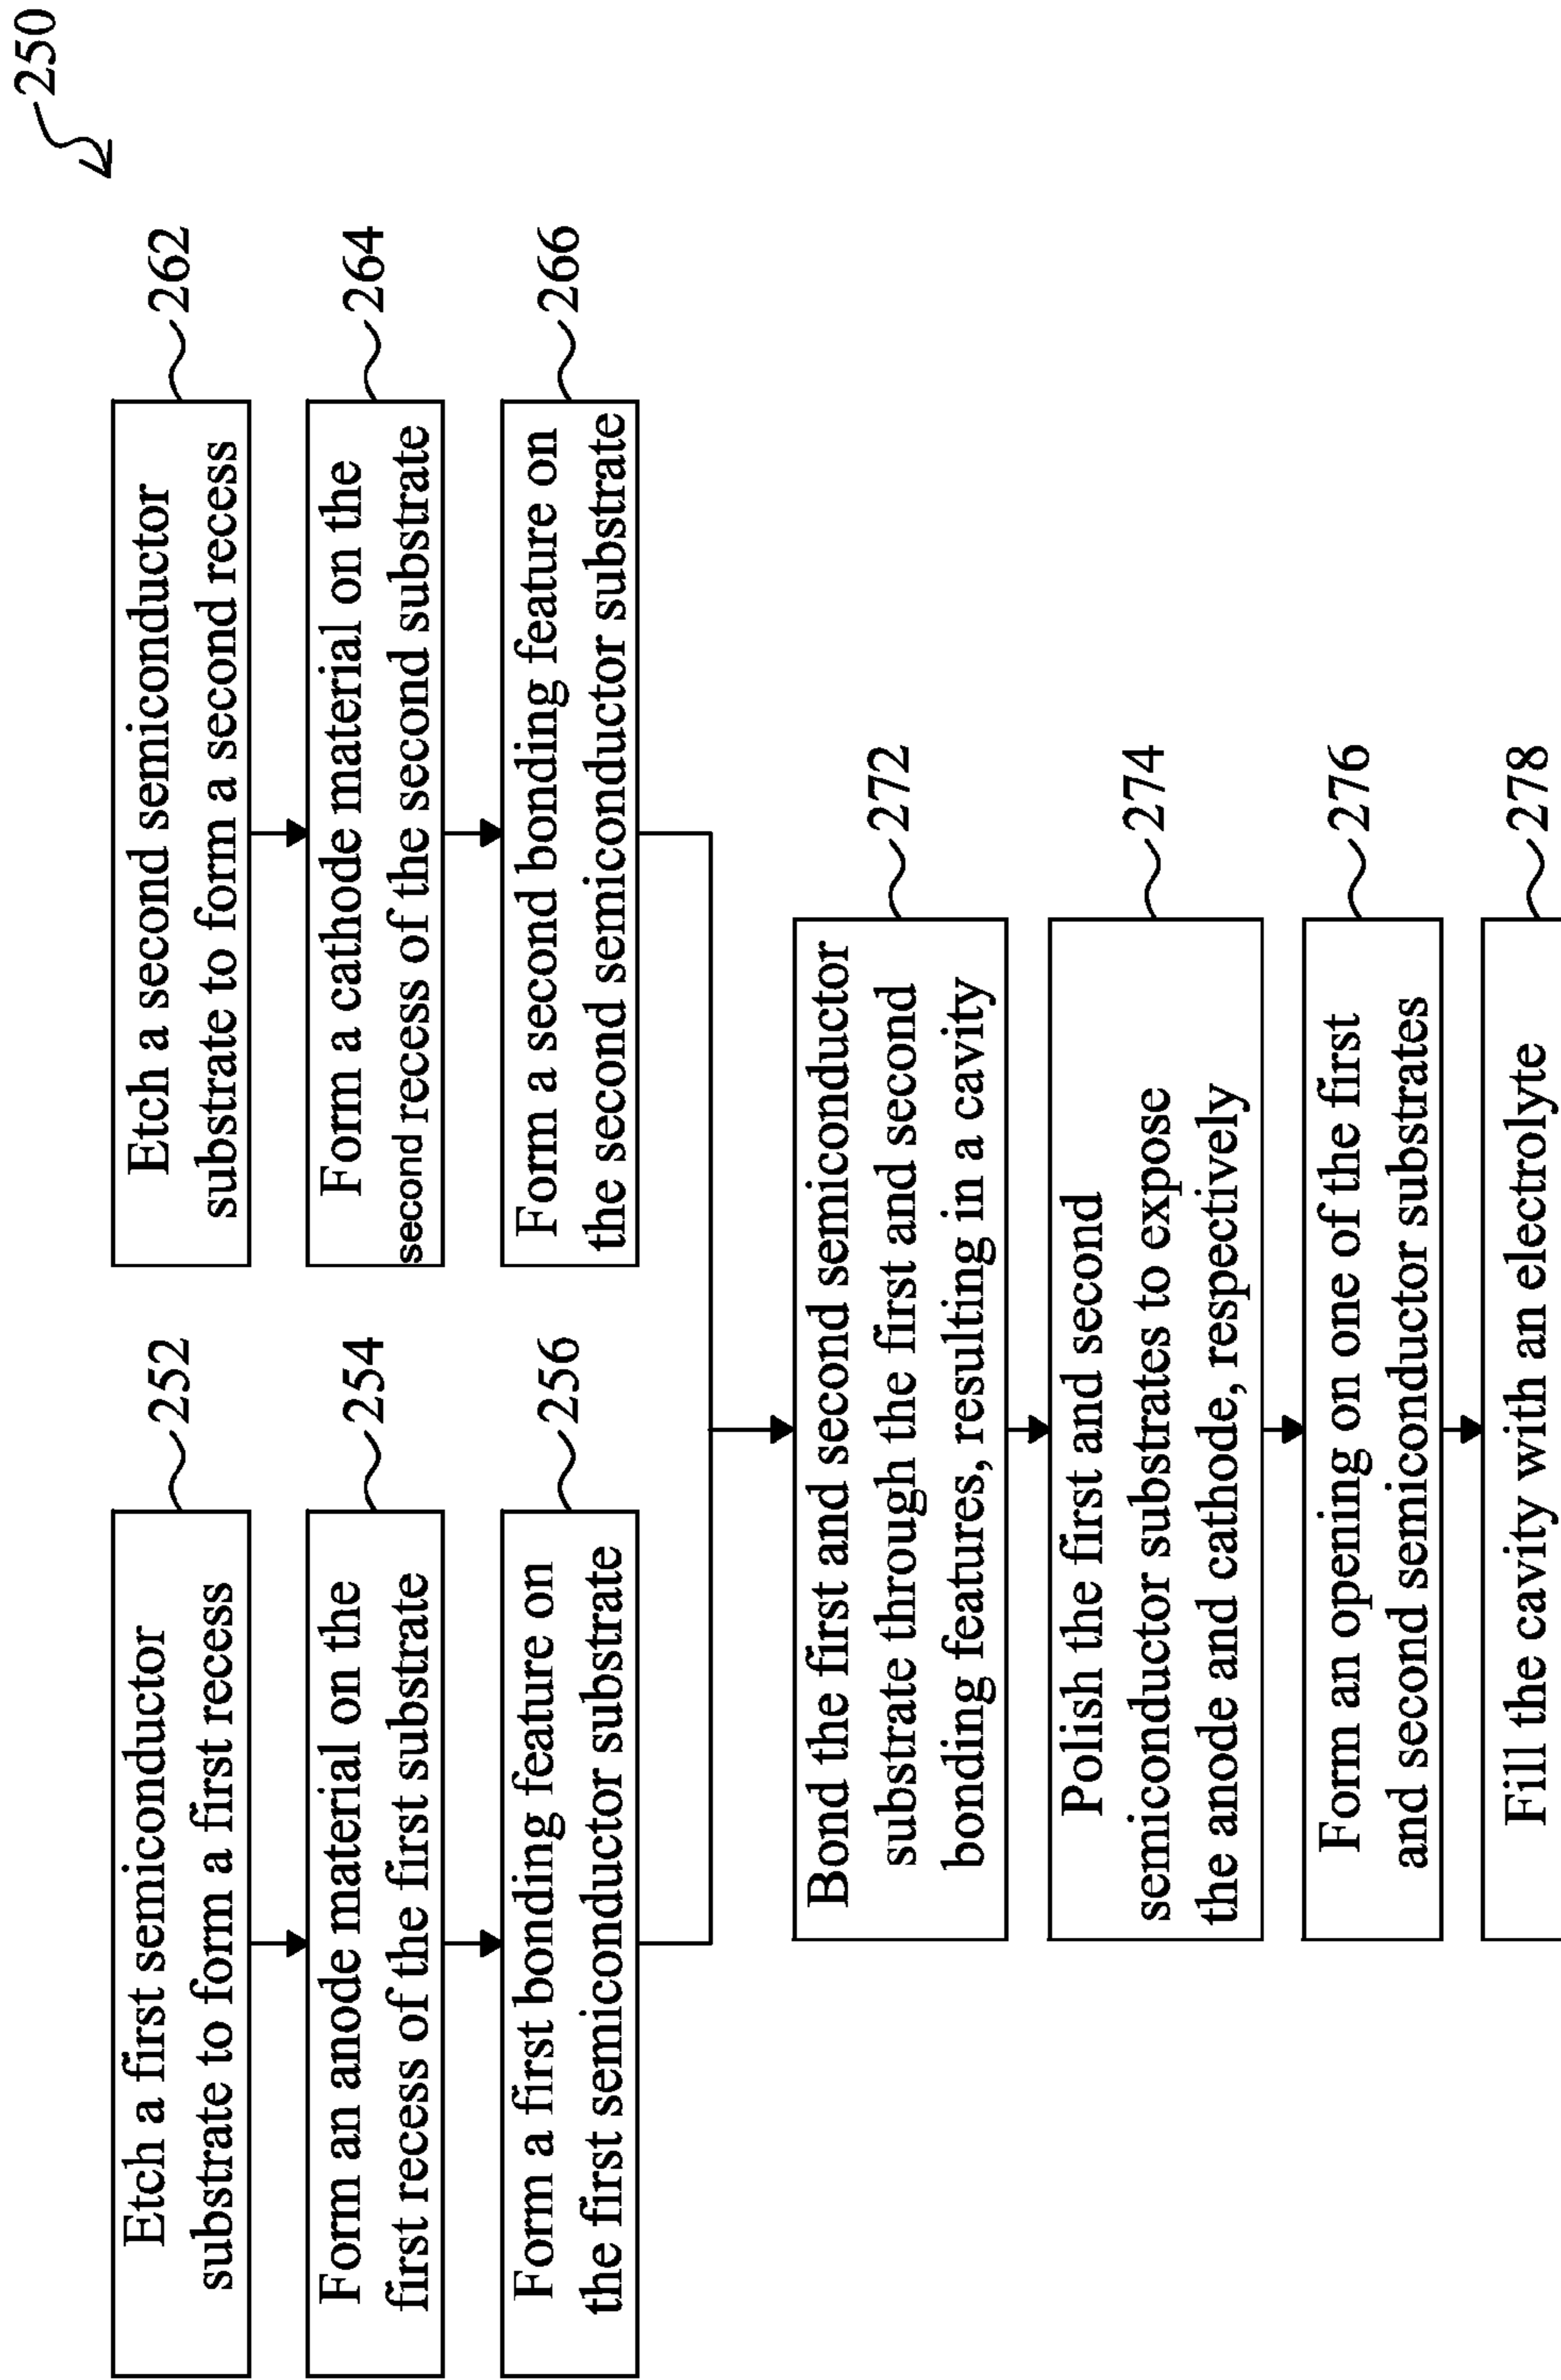 250
Etch a first semiconductor
substrate to form a first recess
252
Form an anode material on the
first recess of the first substrate
254
Form a first bonding feature on
the first semiconductor substrate
256
Etch a second semiconductor
substrate to form a second recess
262
Form a cathode material on the
second recess of the second substrate
264
Form a second bonding feature on
the second semiconductor substrate
266
Bond the first and second semiconductor
substrate through the first and second
bonding features, resulting in a cavity
272
Polish the first and second
semiconductor substrates to expose
the anode and cathode, respectively
274
Form an opening on one of the first
and second semiconductor substrates
276
Fill the cavity with an electrolyte
278